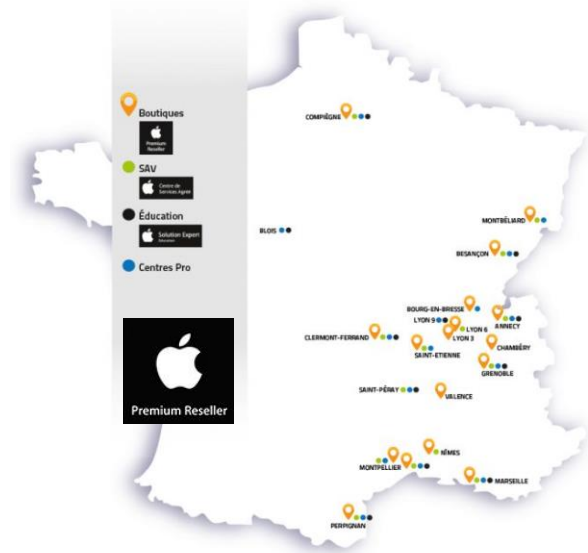 Boutiques
Premium
Reseller
SAV
Centre de
Services Agréé
Éducation
Solution Expert
Éducation
Centres Pro
Premium Reseller
COMPIÈGNE
BLOIS
MONTBÉLIARD
BESANÇON
BOURG-EN-BRESSE
ANNECY
LYON 9
LYON 6
LYON 3
CLERMONT-FERRAND
SAINT-ETIENNE
CHAMBÉRY
GRENOBLE
SAINT-PÉRAY
VALENCE
NÎMES
MONTPELLIER
MARSEILLE
PERPIGNAN